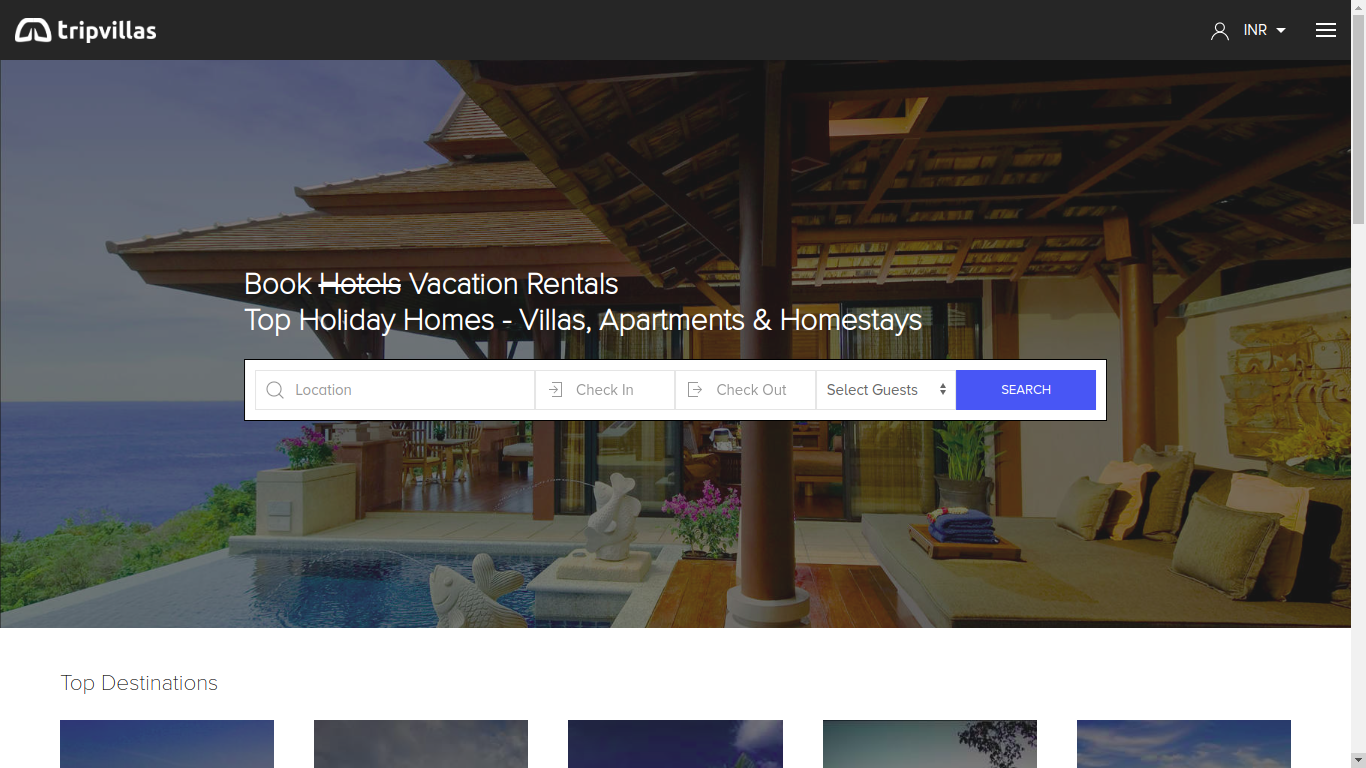 tripvillas
INR
Book Hotels Vacation Rentals
Top Holiday Homes - Villas, Apartments & Homestays
Location
Check In
Check Out
Select Guests
SEARCH
Top Destinations